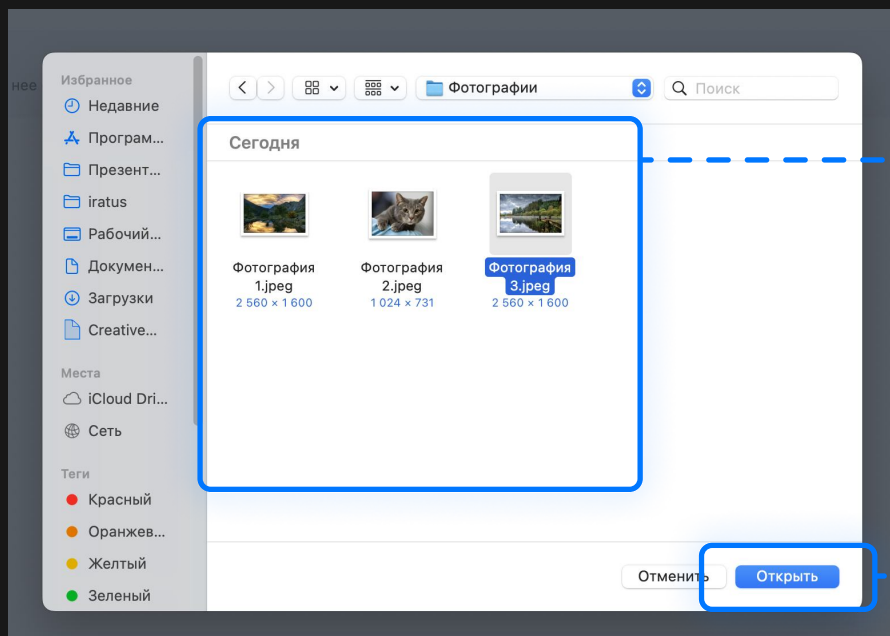 нее
Избранное
Недавние
Програм...
Презент...
iratus
Рабочий...
Докумен...
Загрузки
Creative...
Места
iCloud Dri...
Сеть
Теги
Красный
Оранжев...
Желтый
Зеленый
Фотографии
Поиск
Сегодня
Фотография
1.jpeg
2 560 × 1 600
Фотография
2.jpeg
1 024 × 731
Фотография
3.jpeg
2 560 × 1 600
Отменить
Открыть